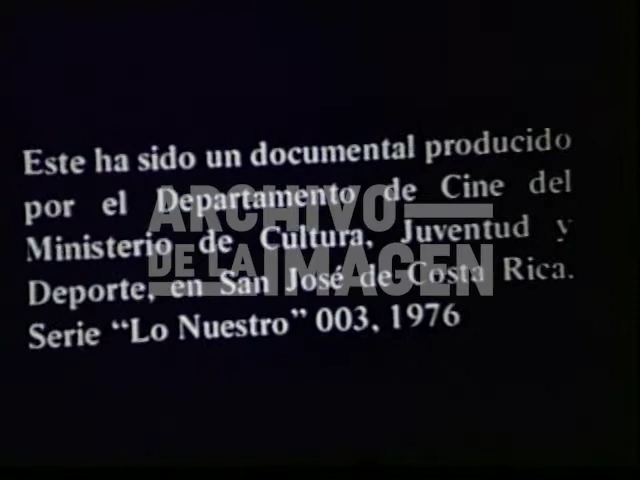 Este ha sido un documental producido
por el Departamento de Cine del
Ministerio de Cultura, Juventud y
Deporte, en San José de Costa Rica.
Serie “Lo Nuestro” 003, 1976
ARCHIVO
DE LA IMAGEN